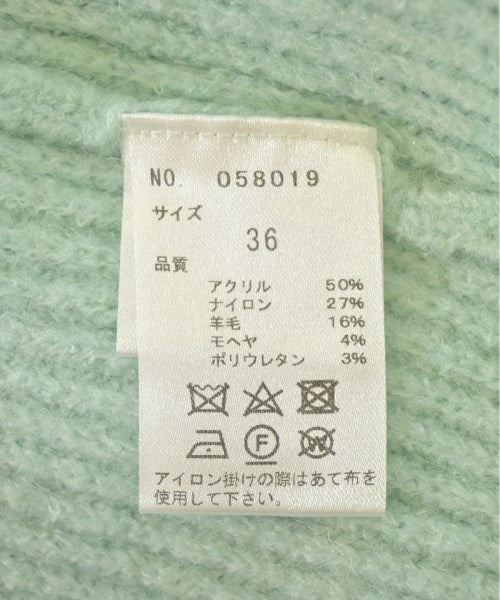 NO. 058019
サイズ
36
品質
アクリル 50%
ナイロン 27%
羊毛 16%
モヘヤ 4%
ポリウレタン 3%
F W
アイロン掛けの際はあて布を
使用して下さい。